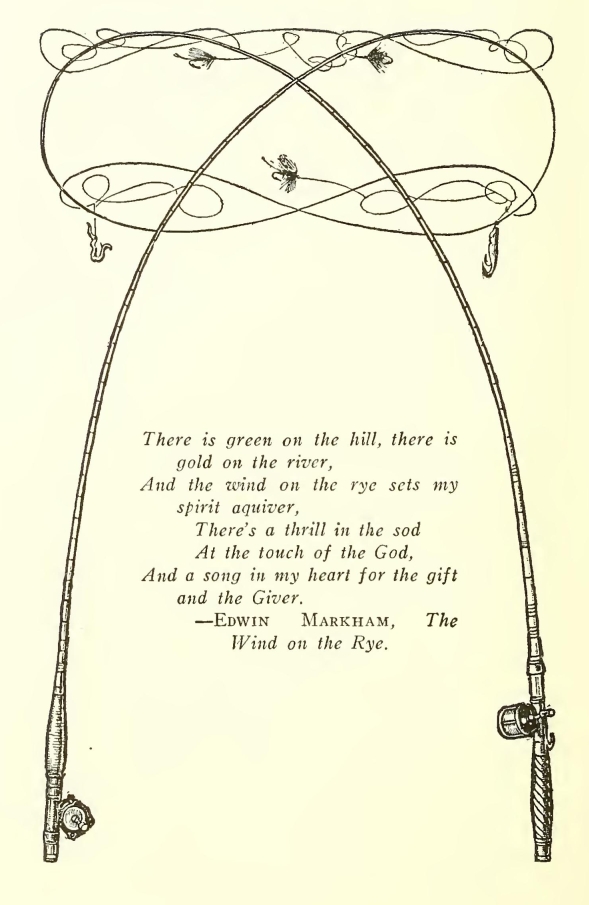 There is green on the hill, there is
gold on the river,
And the wind on the rye sets my
spirit aquiver,
There's a thrill in the sod
At the touch of the God,
And a song in my heart for the gift
and the Giver.
—EDWIN MARKHAM, The
Wind on the Rye.